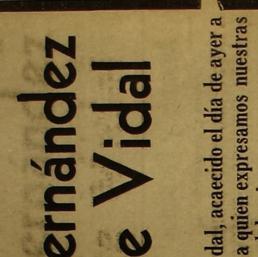 ernández
e Vidal
dal, acaecido el día de ayer a
a quien expresamos nuestras